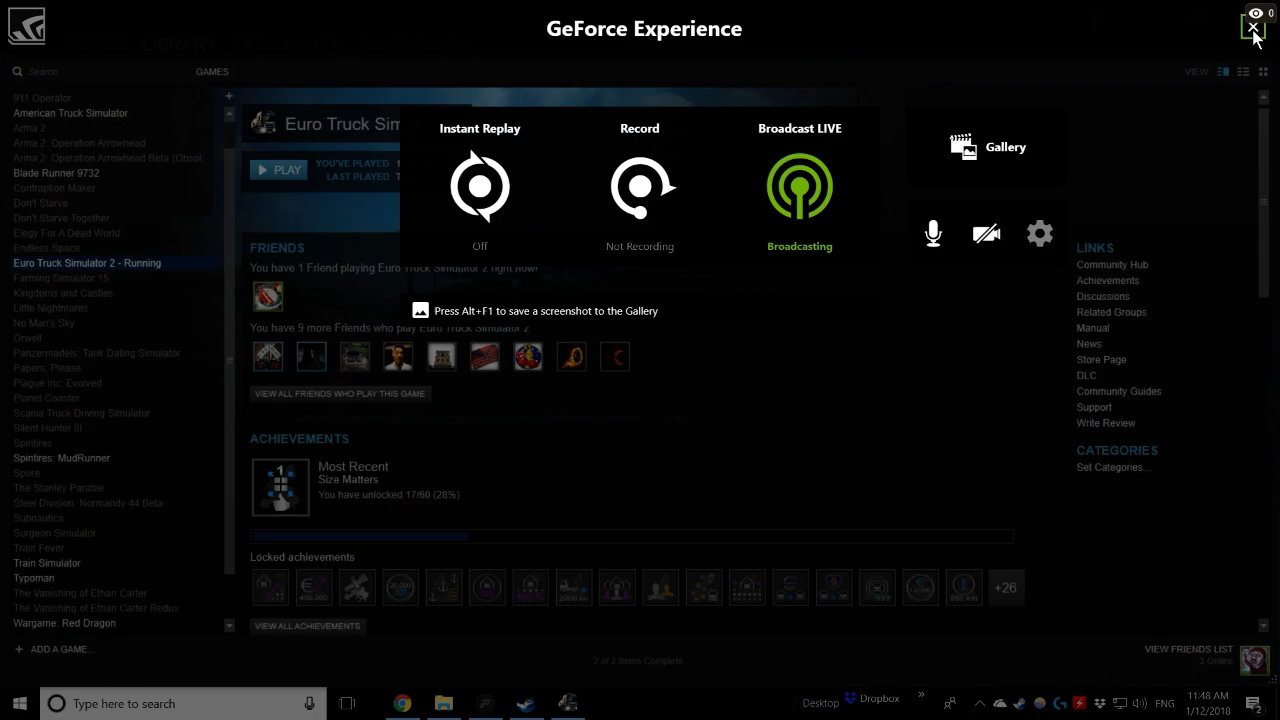 GeForce Experience
0
LIBRARY
Search
GAMES
VIEW
911 Operator
American Truck Simulator
Arma 2
Arma 2: Operation Arrowhead
Arma 2: Operation Arrowhead Beta (Obsol
Blade Runner 9732
Contraption Maker
Don't Starve
Don't Starve Together
Elegy For A Dead World
Endless Space
Euro Truck Simulator 2 - Running
Farming Simulator 15
Kingdoms and Castles
Little Nightmares
No Man's Sky
Orwell
Panzermadels: Tank Dating Simulator
Papers, Please
Plague Inc: Evolved
Planet Coaster
Scania Truck Driving Simulator
Silent Hunter III
Spintires
Spintires: MudRunner
Spore
The Stanley Parable
Steel Division: Normandy 44 Beta
Subnautica
Surgeon Simulator
Train Fever
Train Simulator
Typoman
The Vanishing of Ethan Carter
The Vanishing of Ethan Carter Redux
Wargame: Red Dragon
+ ADD A GAME...
Euro Truck Sim
PLAY
YOU'VE PLAYED 1
LAST PLAYED T
Instant Replay
Off
Record
Not Recording
Broadcast LIVE
Broadcasting
Gallery
Press Alt+F1 to save a screenshot to the Gallery
FRIENDS
You have 1 Friend playing Euro Truck Simulator 2 right now!
You have 9 more Friends who play Euro Truck Simulator 2
VIEW ALL FRIENDS WHO PLAY THIS GAME
ACHIEVEMENTS
1
Most Recent
Size Matters
You have unlocked 17/60 (28%)
Locked achievements
2000 km
+26
VIEW ALL ACHIEVEMENTS
2 of 2 Items Complete
LINKS
Community Hub
Achievements
Discussions
Related Groups
Manual
News
Store Page
DLC
Community Guides
Support
Write Review
CATEGORIES
Set Categories...
VIEW FRIENDS LIST
3 Online
Type here to search
Desktop
Dropbox
»
ENG
11:48 AM
1/12/2018
2